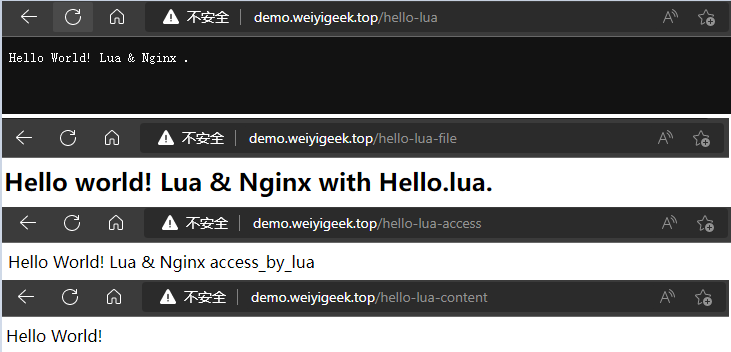 不安全 demo.weiyigeek.top/hello-lua
Hello World! Lua & Nginx .
不安全 demo.weiyigeek.top/hello-lua-file
Hello world! Lua & Nginx with Hello.lua.
不安全 demo.weiyigeek.top/hello-lua-access
Hello World! Lua & Nginx access_by_lua
不安全 demo.weiyigeek.top/hello-lua-content
Hello World!